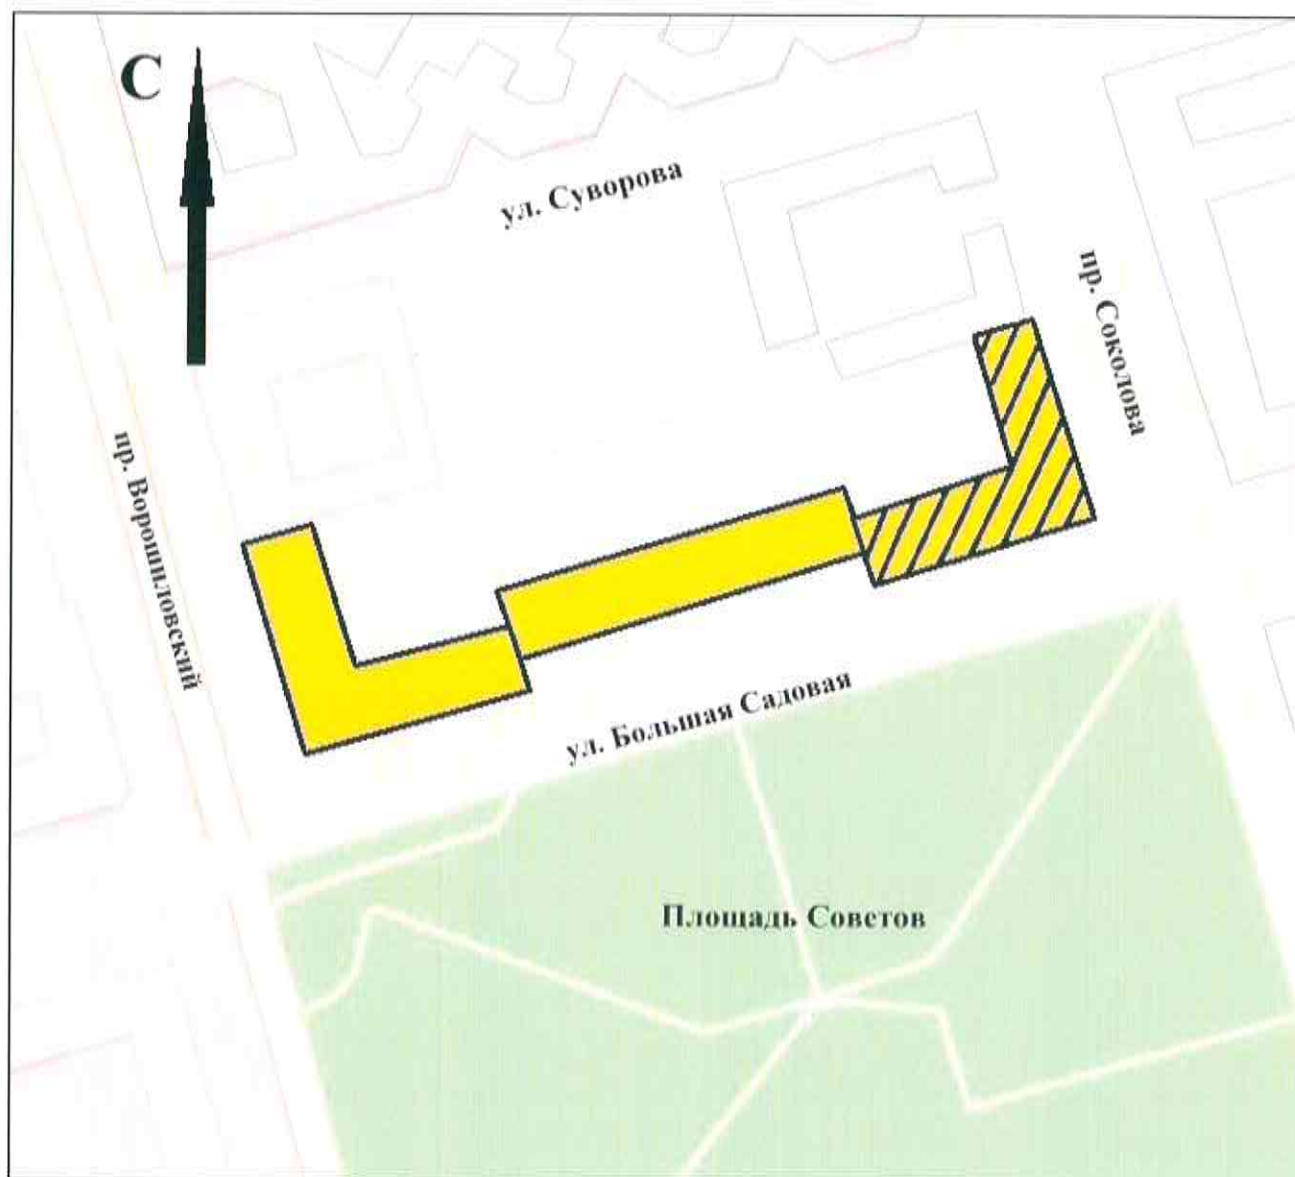 С
ул. Суворова
пр. Соколова
пр. Ворошиловский
ул. Большая Садовая
Площадь Советов